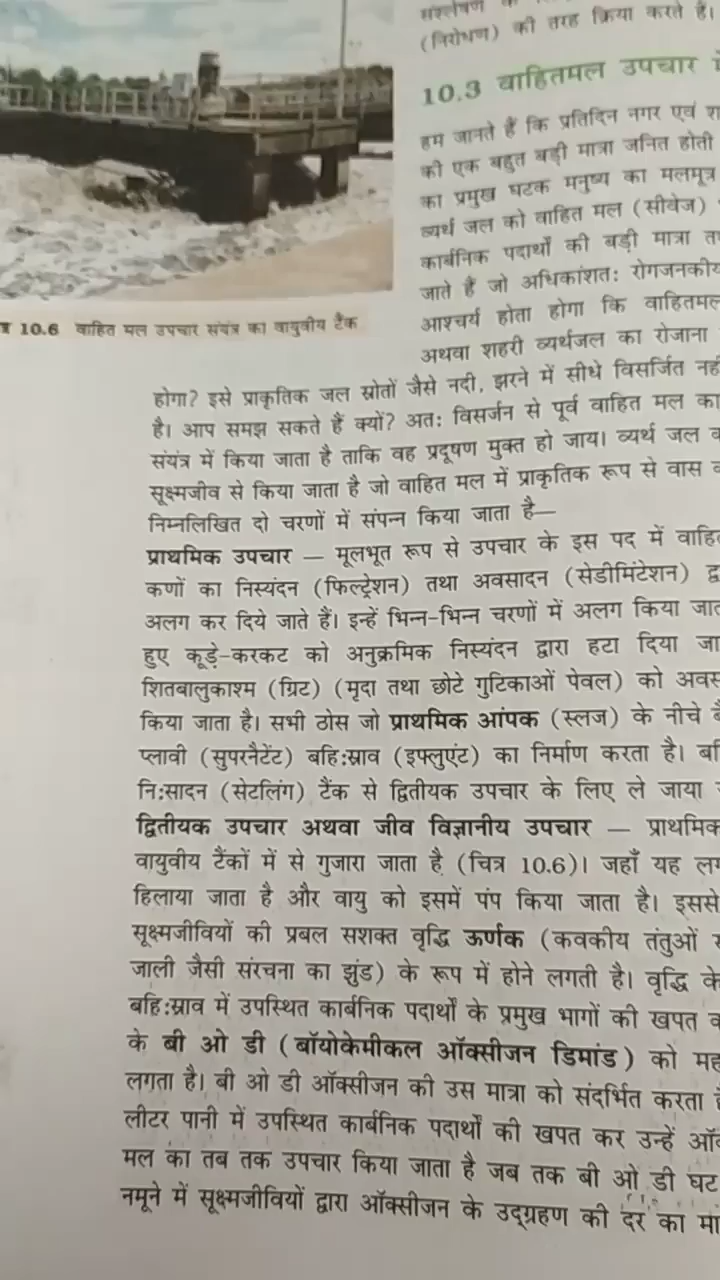 (निरोधन) की तरह क्रिया करते हैं।
10.3 वाहितमल उपचार
हम जानते हैं कि प्रतिदिन नगर एवं
की एक बहुत बड़ी मात्रा जनित होती
का प्रमुख घटक मनुष्य का मलमूत्र
व्यर्थ जल को वाहित मल (सीवेज)
कार्बनिक पदार्थों की बड़ी मात्रा
जाते हैं जो अधिकांशतः रोगजनकीय
आश्चर्य होता होगा कि वाहितमल
अथवा शहरी व्यर्थजल का रोजाना
10.6 वाहित मल उपचार संयंत्र का वायुवीय टैंक
होगा? इसे प्राकृतिक जल स्रोतों जैसे नदी, झरने में सीधे विसर्जित
है। आप समझ सकते हैं क्यों? अतः विसर्जन से पूर्व वाहित मल का
संयंत्र में किया जाता है ताकि वह प्रदूषण मुक्त हो जाय। व्यर्थ जल
सूक्ष्मजीव से किया जाता है जो वाहित मल में प्राकृतिक रूप से वास
निम्नलिखित दो चरणों में संपन्न किया जाता है—
प्राथमिक उपचार — मूलभूत रूप से उपचार के इस पद में
कणों का निस्यंदन (फिल्ट्रेशन) तथा अवसादन (सेडीमिंटेशन)
अलग कर दिये जाते हैं। इन्हें भिन्न-भिन्न चरणों में अलग किया
हुए कूड़े-करकट को अनुक्रमिक निस्यंदन द्वारा हटा दिया
शितबालुकाश्म (ग्रिट) (मृदा तथा छोटे गुटिकाओं पेवल) को
किया जाता है। सभी ठोस जो प्राथमिक आंपक (स्लज) के नीचे
प्लावी (सुपरनैटेंट) बहि:स्राव (इफ्लुएंट) का निर्माण करता है।
नि:सादन (सेटलिंग) टैंक से द्वितीयक उपचार के लिए ले जाया
द्वितीयक उपचार अथवा जीव विज्ञानीय उपचार — प्राथमिक
वायुवीय टैंकों में से गुजारा जाता है (चित्र 10.6)। जहाँ यह
हिलाया जाता है और वायु को इसमें पंप किया जाता है। इससे
सूक्ष्मजीवियों की प्रबल सशक्त वृद्धि ऊर्णक (कवकीय तंतुओं
जाली जैसी संरचना का झुंड) के रूप में होने लगती है। वृद्धि के
बहि:स्राव में उपस्थित कार्बनिक पदार्थों के प्रमुख भागों की खपत
के बी ओ डी (बॉयोकेमीकल ऑक्सीजन डिमांड) को
लगता है। बी ओ डी ऑक्सीजन की उस मात्रा को संदर्भित करता
लीटर पानी में उपस्थित कार्बनिक पदार्थों की खपत कर उन्हें
मल का तब तक उपचार किया जाता है जब तक बी ओ डी घट
नमूने में सूक्ष्मजीवियों द्वारा ऑक्सीजन के उद्ग्रहण की दर का